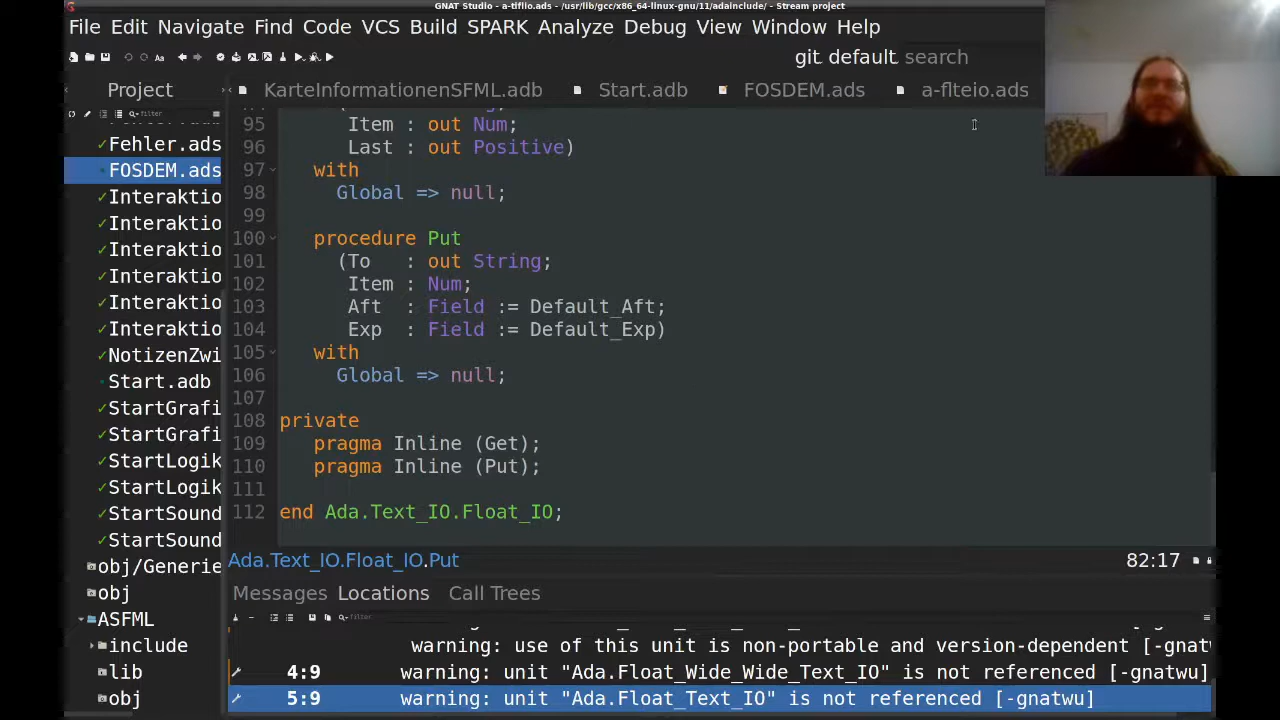 GNAT Studio - a-tiflio.ads - /usr/lib/gcc/x86_64-linux-gnu/11/adainclude/ - Stream project
File Edit Navigate Find Code VCS Build SPARK Analyze Debug View Window Help
git default search
Project
KarteInformationenSFML.adb Start.adb FOSDEM.ads a-flteio.ads
filter
Fehler.ads
FOSDEM.ads
Interaktio
Interaktio
Interaktio
Interaktio
Interaktio
Interaktio
NotizenZwi
Start.adb
StartGrafi
StartGrafi
StartLogik
StartLogik
StartSound
StartSound
obj/Generie
obj
ASFML
include
lib
obj
95 Item : out Num;
96 Last : out Positive)
97 with
98 Global => null;
99
100 procedure Put
101 (To : out String;
102 Item : Num;
103 Aft : Field := Default_Aft;
104 Exp : Field := Default_Exp)
105 with
106 Global => null;
107
108 private
109 pragma Inline (Get);
110 pragma Inline (Put);
111
112 end Ada.Text_IO.Float_IO;
Ada.Text_IO.Float_IO.Put 82:17
Messages Locations Call Trees
filter
warning: use of this unit is non-portable and version-dependent [-gnatw
4:9 warning: unit "Ada.Float_Wide_Wide_Text_IO" is not referenced [-gnatwu]
5:9 warning: unit "Ada.Float_Text_IO" is not referenced [-gnatwu]